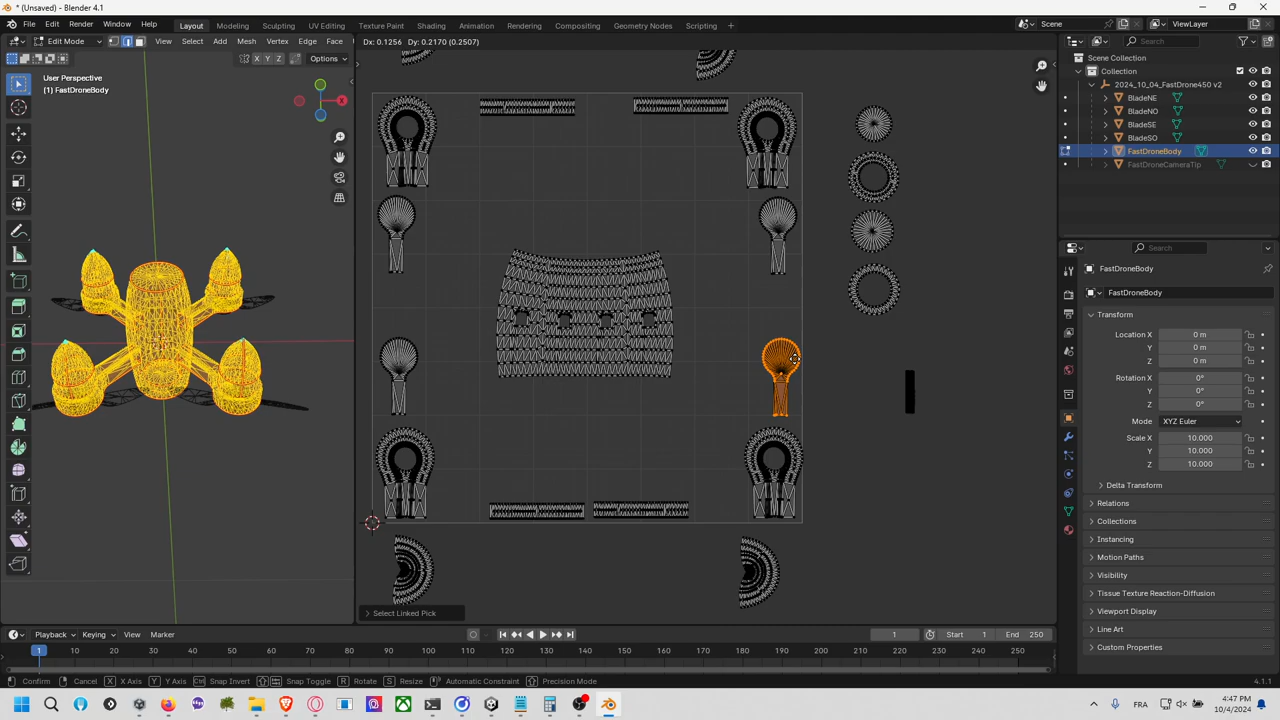 * (Unsaved) - Blender 4.1
File Edit Render Window Help Layout Modeling Sculpting UV Editing Texture Paint Shading Animation Rendering Compositing Geometry Nodes Scripting + Scene ViewLayer
Edit Mode View Select Add Mesh Vertex Edge Face Dx: 0.1256 Dy: 0.2170 (0.2507) Search
X Y Z Options
User Perspective
(1) FastDroneBody
X
Scene Collection
Collection
2024_10_04_FastDrone450 v2
BladeNE
BladeNO
BladeSE
BladeSO
FastDroneBody
FastDroneCameraTip
Search
FastDroneBody
FastDroneBody
Transform
Location X 0 m
Y 0 m
Z 0 m
Rotation X 0°
Y 0°
Z 0°
Mode XYZ Euler
Scale X 10.000
Y 10.000
Z 10.000
Delta Transform
Relations
Collections
Instancing
Motion Paths
Visibility
Tissue Texture Reaction-Diffusion
Viewport Display
Line Art
Custom Properties
Select Linked Pick
Playback Keying View Marker 1 Start 1 End 250
1 10 20 30 40 50 60 70 80 90 100 110 120 130 140 150 160 170 180 190 200 210 220 230 240 250
Confirm Cancel X X Axis Y Y Axis Z Snap Invert Snap Toggle R Rotate S Resize Automatic Constraint Precision Mode 4.1.1
FR 4:47 PM
10/4/2024